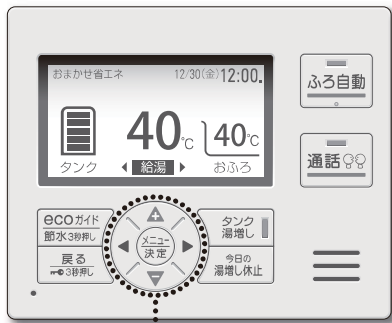 おまかせ省エネ 12/30(金)12:00
40℃ 40℃
タンク 給湯 おふろ
ふろ自動
通話
ecoガイド
節水3秒押し
戻る
3秒押し
メニュー
決定
タンク
湯増し
今日の
湯増し休止